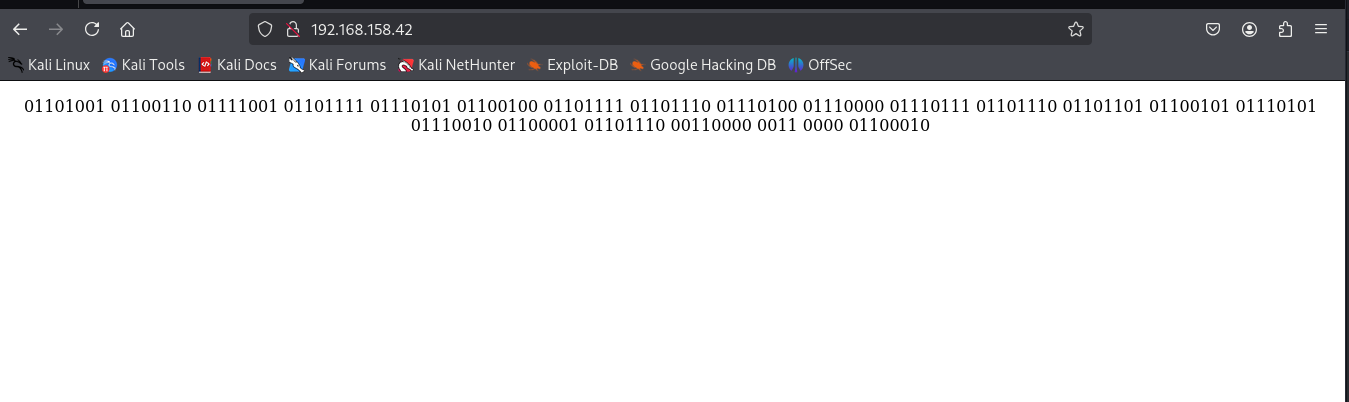 192.168.158.42
Kali Linux Kali Tools Kali Docs Kali Forums Kali NetHunter Exploit-DB Google Hacking DB OffSec
01101001 01100110 01111001 01101111 01110101 01100100 01101111 01101110 01110100 01110000 01110111 01101110 01101101 01100101 01110101
01110010 01100001 01101110 00110000 0011 0000 01100010